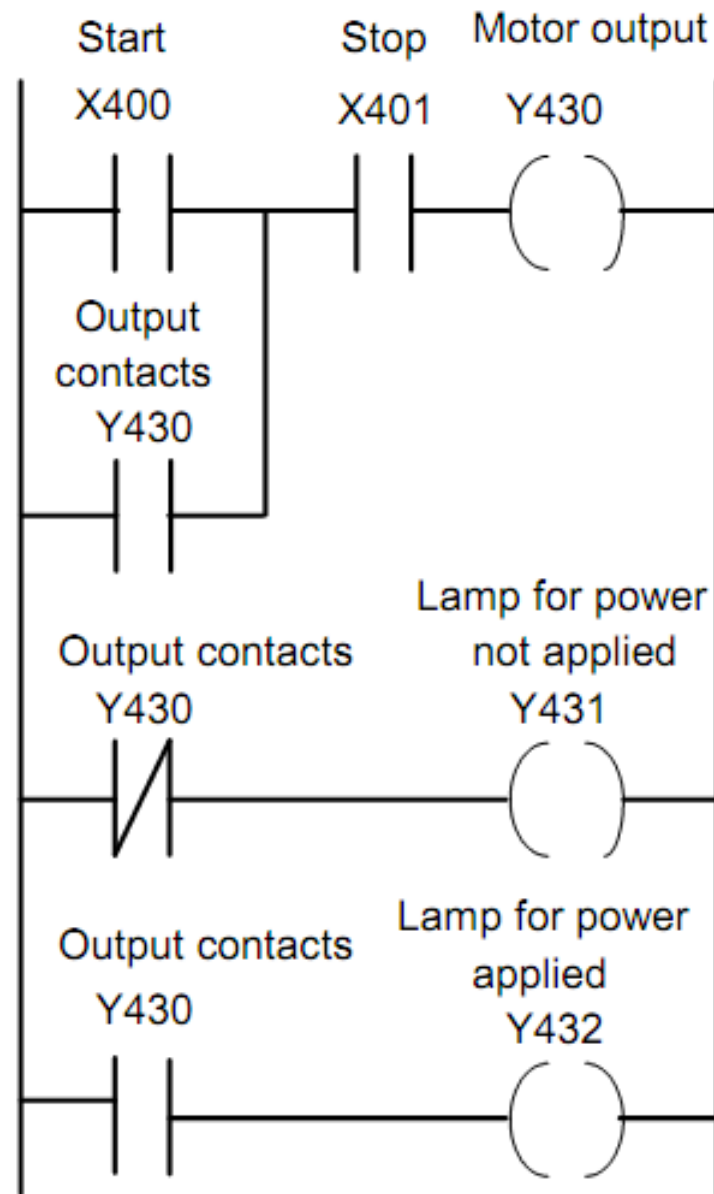 Start
Stop
Motor output
X400
X401
Y430
Output
contacts
Y430
Lamp for power
not applied
Output contacts
Y430
Y431
Lamp for power
applied
Output contacts
Y430
Y432